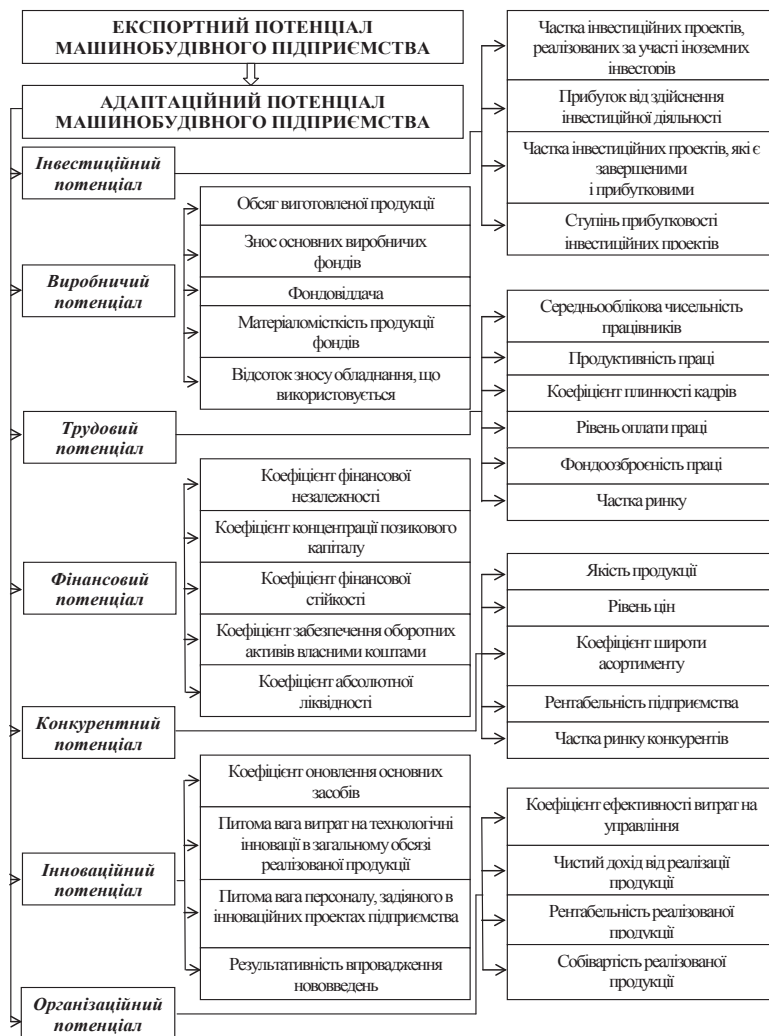 ЕКСПОРТНИЙ ПОТЕНЦІАЛ
МАШИНОБУДІВНОГО ПІДПРИЄМСТВА
АДАПТАЦІЙНИЙ ПОТЕНЦІАЛ
МАШИНОБУДІВНОГО ПІДПРИЄМСТВА
Інвестиційний
потенціал
Частка інвестиційних проектів,
реалізованих за участі іноземних
інвесторів
Прибуток від здійснення
інвестиційної діяльності
Частка інвестиційних проектів, які є
завершеними
і прибутковими
Ступінь прибутковості
інвестиційних проектів
Виробничий
потенціал
Обсяг виготовленої продукції
Знос основних виробничих
фондів
Фондовіддача
Матеріаломісткість продукції
фондів
Відсоток зносу обладнання, що
використовується
Трудовий
потенціал
Середньооблікова чисельність
працівників
Продуктивність праці
Коефіцієнт плинності кадрів
Рівень оплати праці
Фондоозброєність праці
Частка ринку
Фінансовий
потенціал
Коефіцієнт фінансової
незалежності
Коефіцієнт концентрації позикового
капіталу
Коефіцієнт фінансової
стійкості
Коефіцієнт забезпечення оборотних
активів власними коштами
Коефіцієнт абсолютної
ліквідності
Конкурентний
потенціал
Якість продукції
Рівень цін
Коефіцієнт широти
асортименту
Рентабельність підприємства
Частка ринку конкурентів
Інноваційний
потенціал
Коефіцієнт оновлення основних
засобів
Питома вага витрат на технологічні
інновації в загальному обсязі
реалізованої продукції
Питома вага персоналу, задіяного в
інноваційних проектах підприємства
Результативність впровадження
нововведень
Організаційний
потенціал
Коефіцієнт ефективності витрат на
управління
Чистий дохід від реалізації
продукції
Рентабельність реалізованої
продукції
Собівартість реалізованої
продукції